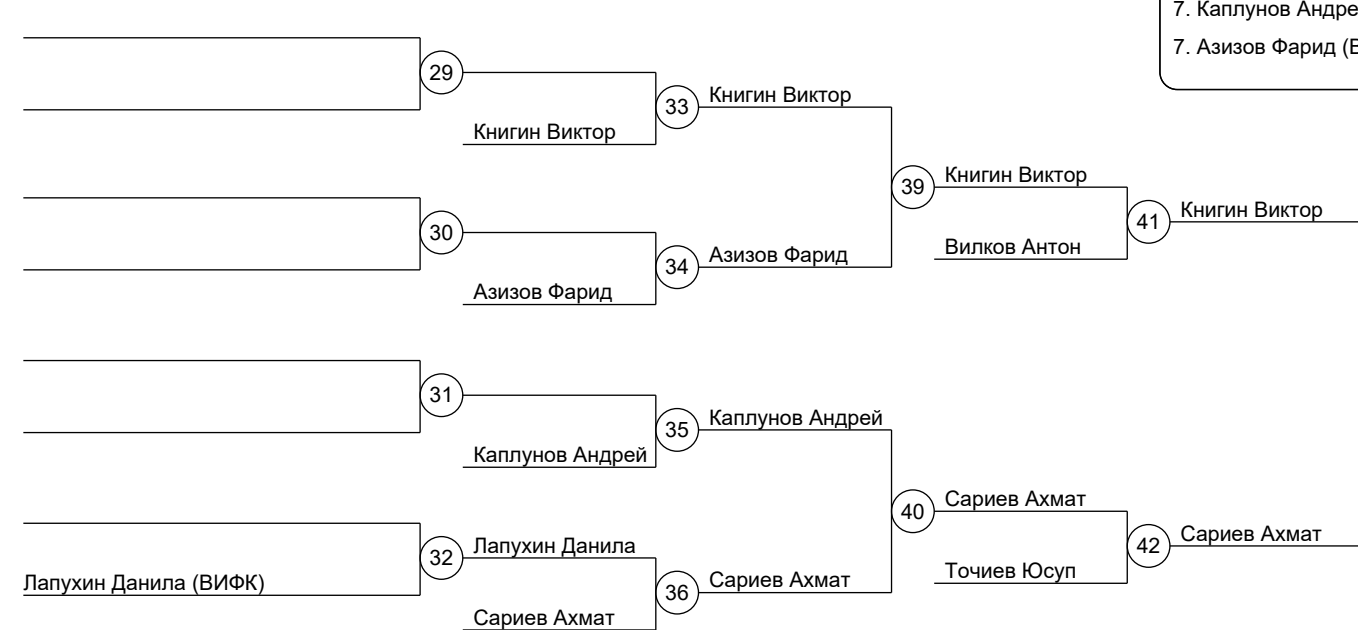 7. Каплунов Андре
7. Азизов Фарид (
29
Книгин Виктор
33
Книгин Виктор
Книгин Виктор
39
Книгин Виктор
41
30
Азизов Фарид
34
Вилков Антон
Азизов Фарид
31
Каплунов Андрей
35
Каплунов Андрей
Сариев Ахмат
40
Сариев Ахмат
32
Лапухин Данила
42
Точиев Юсуп
Лапухин Данила (ВИФК)
Сариев Ахмат
36
Сариев Ахмат